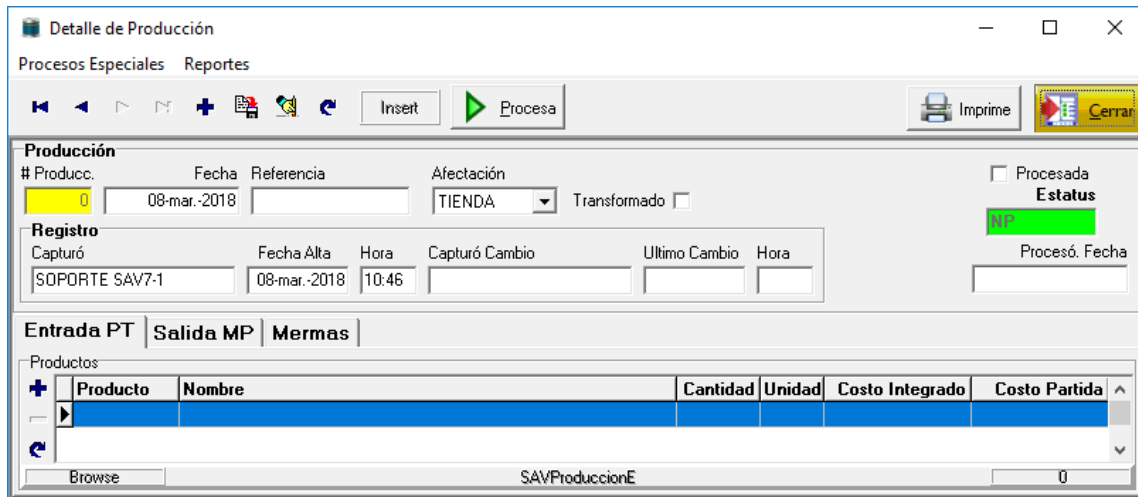 Detalle de Producción
Procesos Especiales Reportes
Insert Procesa Imprime Cerrar
Producción
# Producc. Fecha Referencia Afectación Procesada
0 08-mar.-2018 TIENDA Transformado Estatus
NP
Registro
Capturó Fecha Alta Hora Capturó Cambio Ultimo Cambio Hora Procesó. Fecha
SOPORTE SAV7-1 08-mar.-2018 10:46
Entrada PT Salida MP Mermas
Productos
Producto Nombre Cantidad Unidad Costo Integrado Costo Partida
Browse SAVProduccionE 0